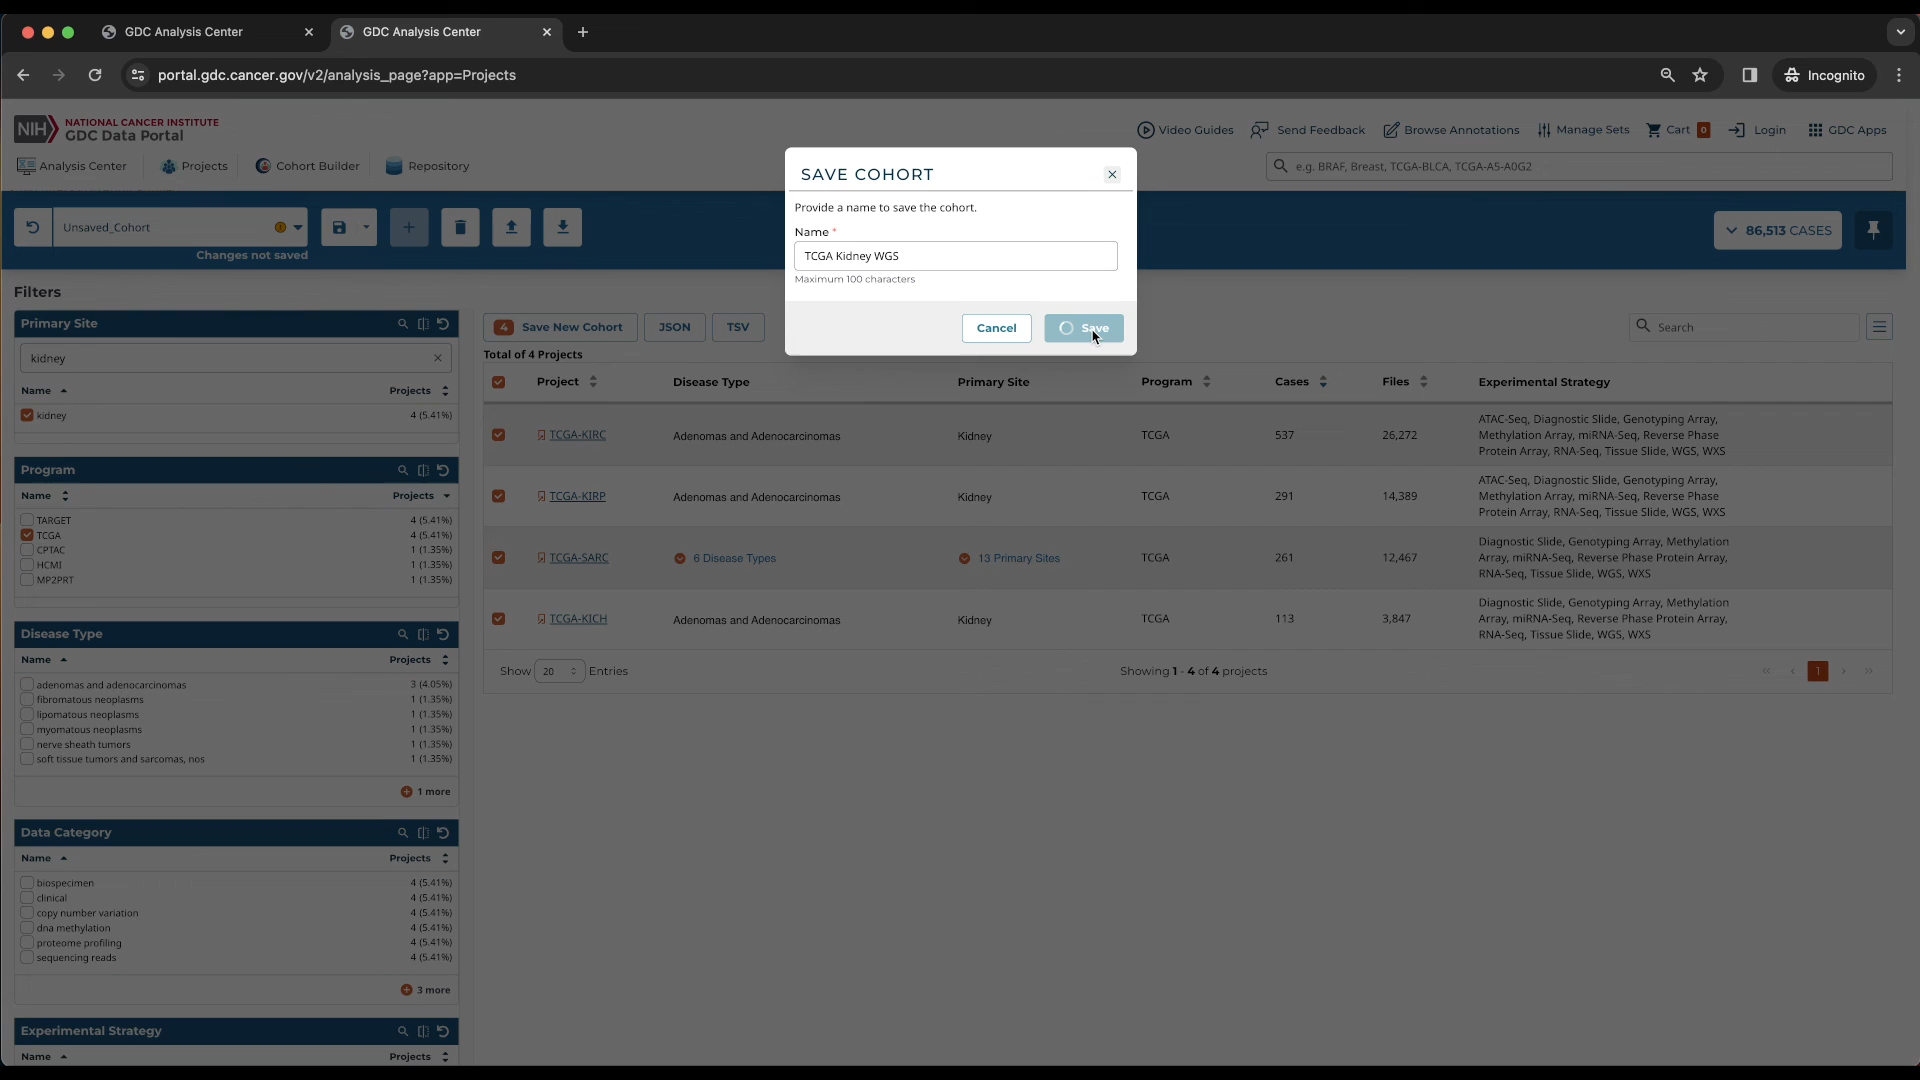 GDC Analysis Center
GDC Analysis Center
portal.gdc.cancer.gov/v2/analysis_page?app=Projects
Incognito
NIH NATIONAL CANCER INSTITUTE
GDC Data Portal
Video Guides Send Feedback Browse Annotations Manage Sets Cart 0 Login GDC Apps
Analysis Center Projects Cohort Builder Repository
e.g. BRAF, Breast, TCGA-BLCA, TCGA-A5-A0G2
Unsaved_Cohort
Changes not saved
86,513 CASES
SAVE COHORT
Provide a name to save the cohort.
Name *
TCGA Kidney WGS
Maximum 100 characters
Cancel Save
Filters
Primary Site
kidney
Name Projects
kidney 4 (5.41%)
Program
Name Projects
TARGET 4 (5.41%)
TCGA 4 (5.41%)
CPTAC 1 (1.35%)
HCMI 1 (1.35%)
MP2PRT 1 (1.35%)
Disease Type
Name Projects
adenomas and adenocarcinomas 3 (4.05%)
fibromatous neoplasms 1 (1.35%)
lipomatous neoplasms 1 (1.35%)
myomatous neoplasms 1 (1.35%)
nerve sheath tumors 1 (1.35%)
soft tissue tumors and sarcomas, nos 1 (1.35%)
1 more
Data Category
Name Projects
biospecimen 4 (5.41%)
clinical 4 (5.41%)
copy number variation 4 (5.41%)
dna methylation 4 (5.41%)
proteome profiling 4 (5.41%)
sequencing reads 4 (5.41%)
3 more
Experimental Strategy
Name Projects
4 Save New Cohort JSON TSV
Search
Total of 4 Projects
Project Disease Type Primary Site Program Cases Files Experimental Strategy
TCGA-KIRC Adenomas and Adenocarcinomas Kidney TCGA 537 26,272 ATAC-Seq, Diagnostic Slide, Genotyping Array,
Methylation Array, miRNA-Seq, Reverse Phase
Protein Array, RNA-Seq, Tissue Slide, WGS, WXS
TCGA-KIRP Adenomas and Adenocarcinomas Kidney TCGA 291 14,389 ATAC-Seq, Diagnostic Slide, Genotyping Array,
Methylation Array, miRNA-Seq, Reverse Phase
Protein Array, RNA-Seq, Tissue Slide, WGS, WXS
TCGA-SARC 6 Disease Types 13 Primary Sites TCGA 261 12,467 Diagnostic Slide, Genotyping Array, Methylation
Array, miRNA-Seq, Reverse Phase Protein Array,
RNA-Seq, Tissue Slide, WGS, WXS
TCGA-KICH Adenomas and Adenocarcinomas Kidney TCGA 113 3,847 Diagnostic Slide, Genotyping Array, Methylation
Array, miRNA-Seq, Reverse Phase Protein Array,
RNA-Seq, Tissue Slide, WGS, WXS
Show 20 Entries Showing 1 - 4 of 4 projects « ‹ 1 › »